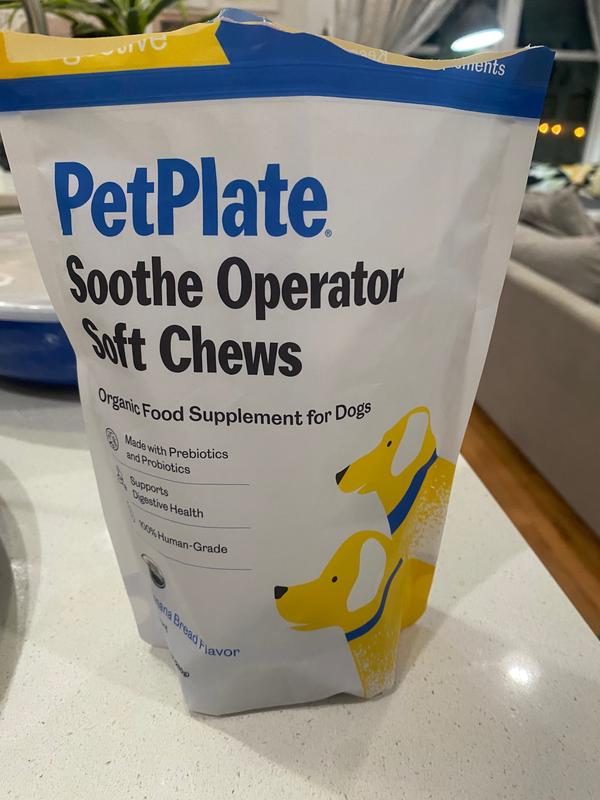 PetPlate®
Soothe Operator
Soft Chews
Organic Food Supplement for Dogs
Made with Prebiotics
and Probiotics
Supports
Digestive Health
100% Human-Grade
Bread Flavor